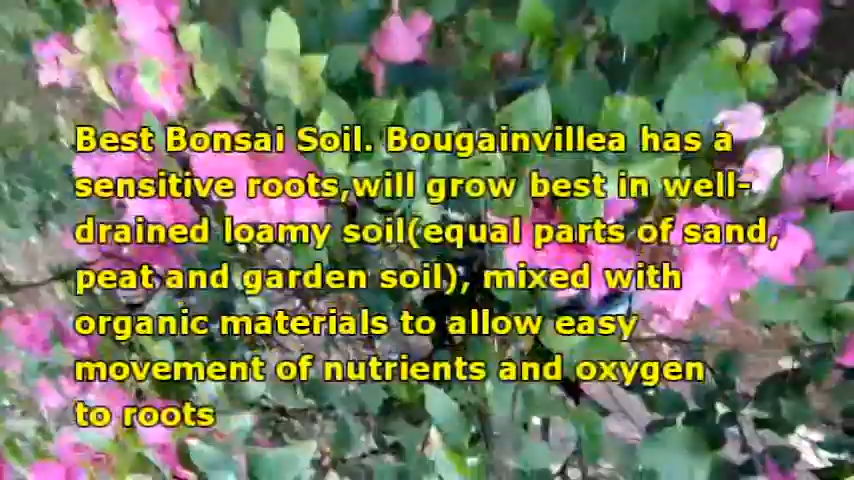 Best Bonsai Soil. Bougainvillea has a
sensitive roots,will grow best in well-
drained loamy soil(equal parts of sand,
peat and garden soil), mixed with
organic materials to allow easy
movement of nutrients and oxygen
to roots